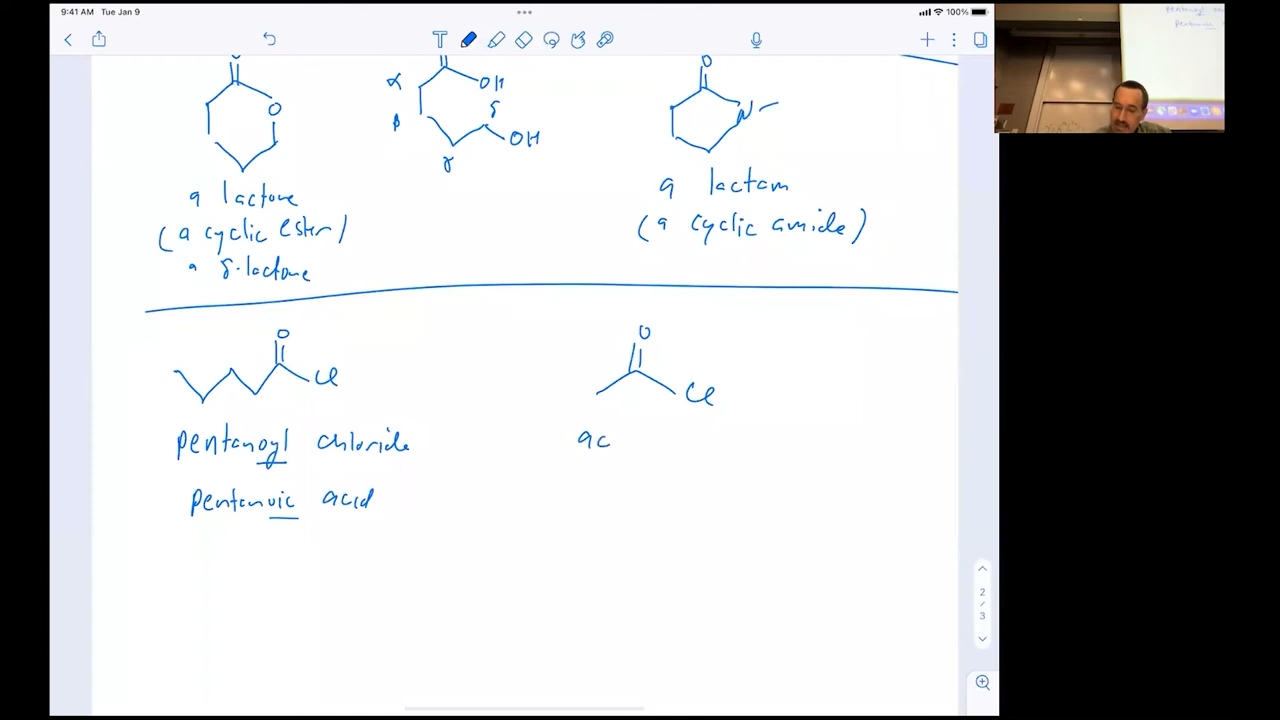 9:41 AM Tue Jan 9
100%
O
O
α
OH
β
δ
OH
γ
O
N
a lactone
(a cyclic ester)
a δ-lactone
a lactam
(a cyclic amide)
O
Cl
O
Cl
pentanoyl chloride
ac
pentanoic acid
2
/
3